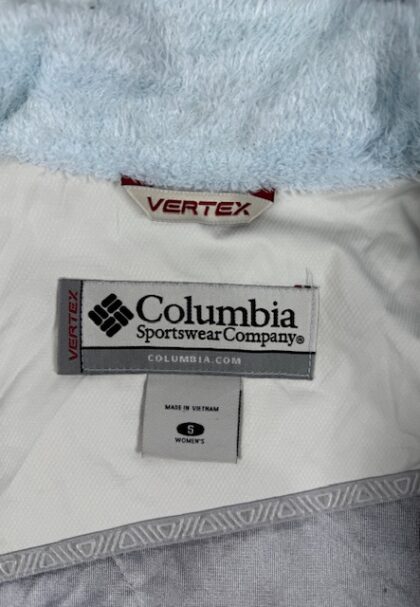 VERTEX
VERTEX
Columbia
Sportswear Company®
COLUMBIA.COM
MADE IN VIETNAM
S
WOMEN'S